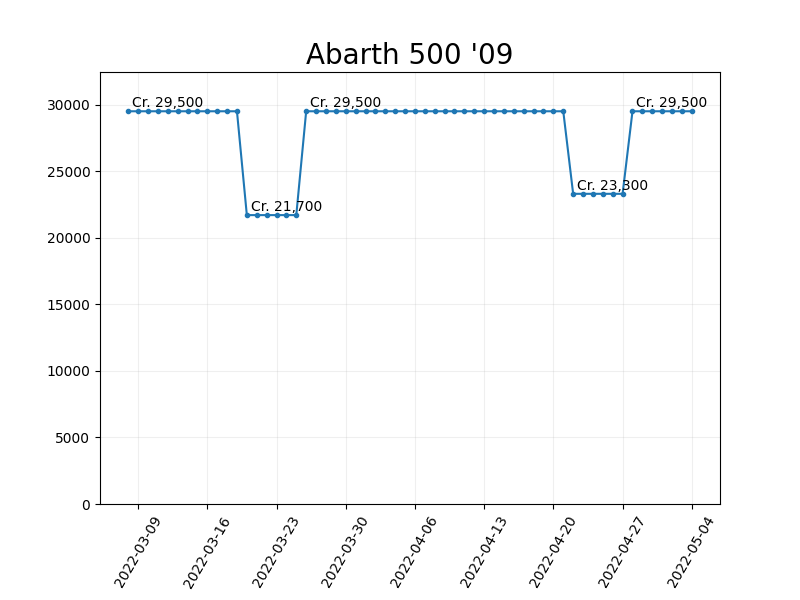 Abarth 500 '09
Cr. 29,500
Cr. 29,500
Cr. 29,500
Cr. 21,700
Cr. 23,300
30000
25000
20000
15000
10000
5000
0
2022-03-09
2022-03-16
2022-03-23
2022-03-30
2022-04-06
2022-04-13
2022-04-20
2022-04-27
2022-05-04